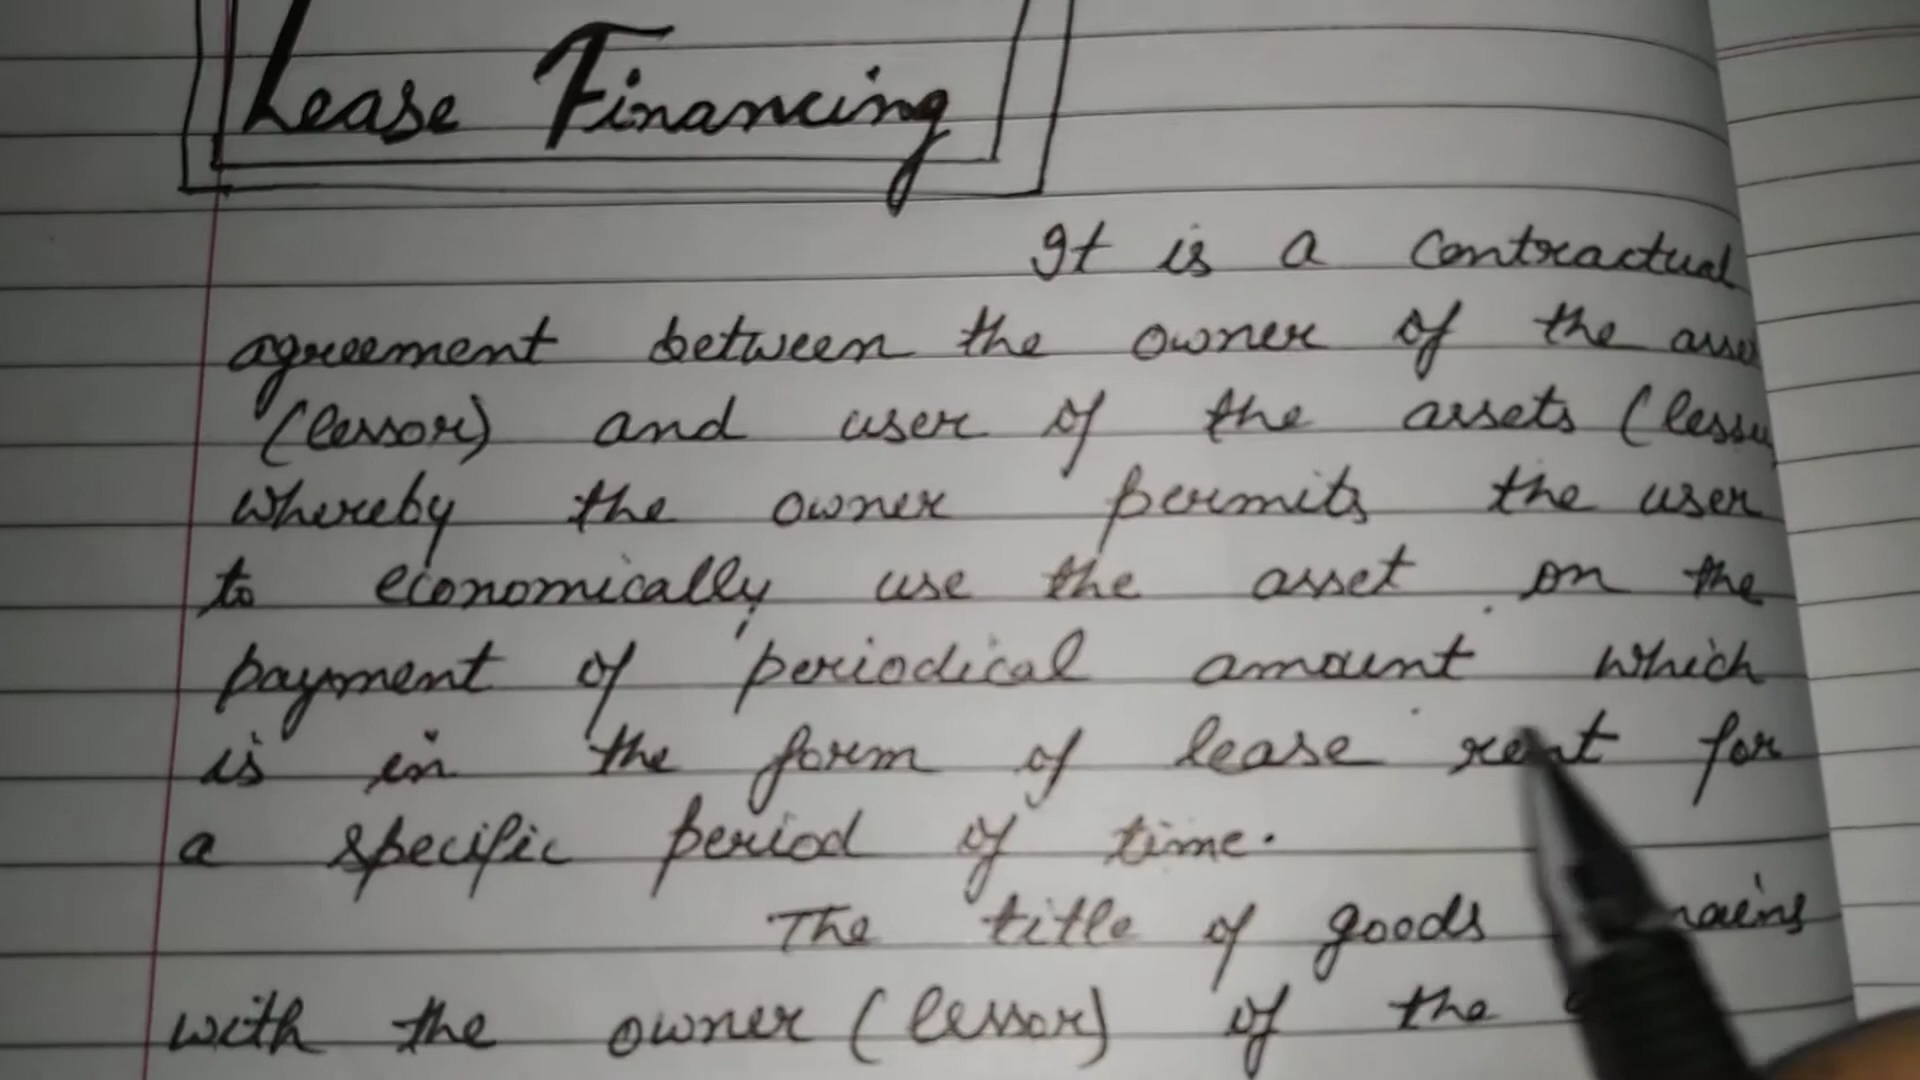 Lease Financing
It is a contractual
agreement between the owner of the
(lessor) and user of the assets
whereby the owner permits the user
to economically use the asset on the
payment of periodical amount which
is in the form of lease rent for
a specific period of time.
The title of goods
with the owner (lessor) of the